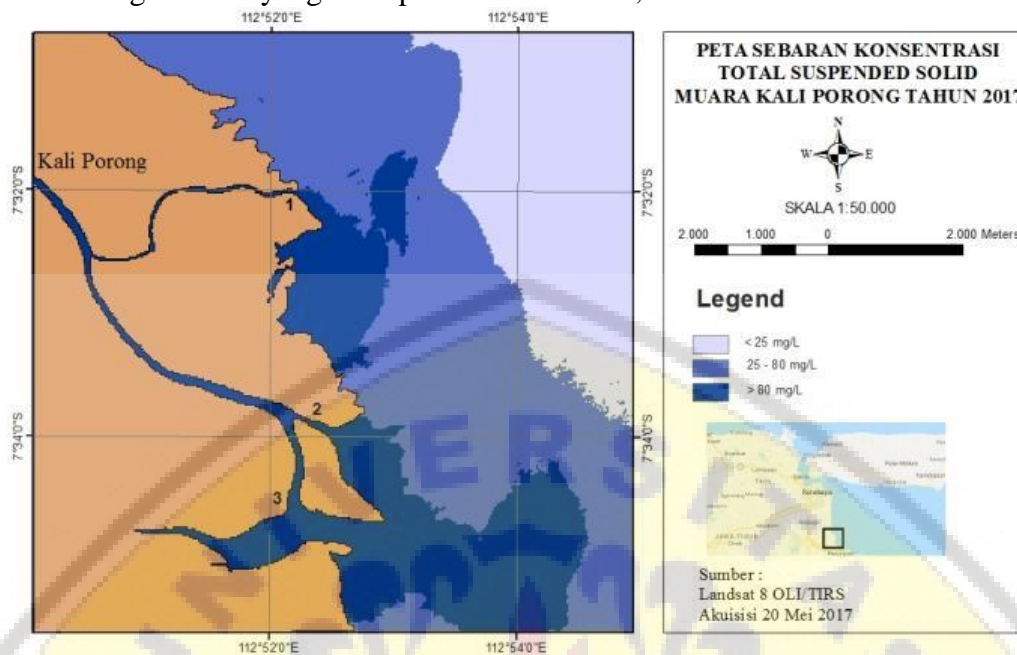 112°52'0"E
112°54'0"E
Kali Porong
7°32'0"S
7°32'0"S
7°34'0"S
7°34'0"S
1
2
3
112°52'0"E
112°54'0"E
PETA SEBARAN KONSENTRASI
TOTAL SUSPENDED SOLID
MUARA KALI PORONG TAHUN 2017
N
W
E
S
SKALA 1:50.000
2.000
1.000
0
2.000 Meters
Legend
< 25 mg/L
25 - 80 mg/L
> 80 mg/L
Surabaya
Sumber :
Landsat 8 OLI/TIRS
Akuisisi 20 Mei 2017